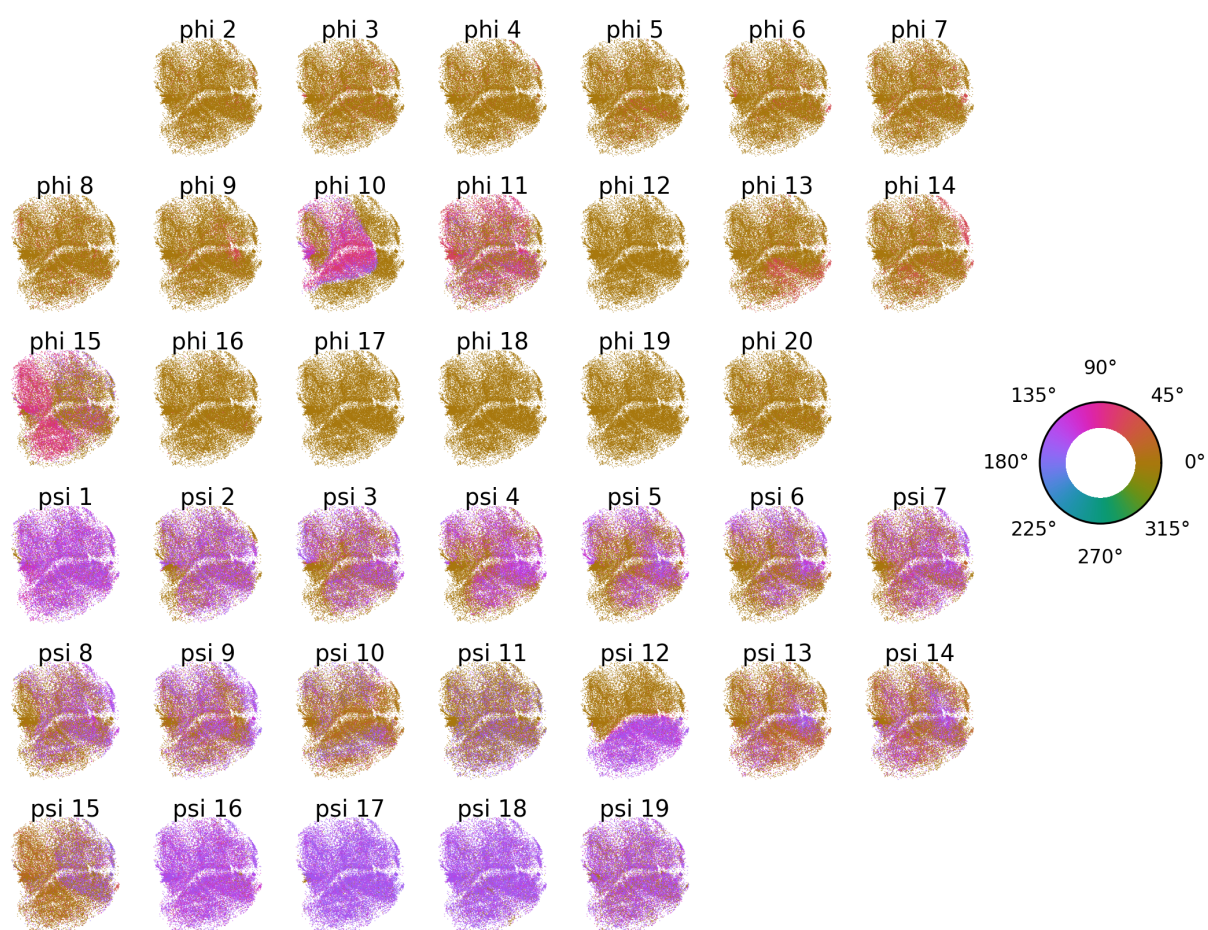 phi 2 phi 3 phi 4 phi 5 phi 6 phi 7
phi 8 phi 9 phi 10 phi 11 phi 12 phi 13 phi 14
phi 15 phi 16 phi 17 phi 18 phi 19 phi 20
90°
135° 45°
180° 0°
225° 315°
270°
psi 1 psi 2 psi 3 psi 4 psi 5 psi 6 psi 7
psi 8 psi 9 psi 10 psi 11 psi 12 psi 13 psi 14
psi 15 psi 16 psi 17 psi 18 psi 19